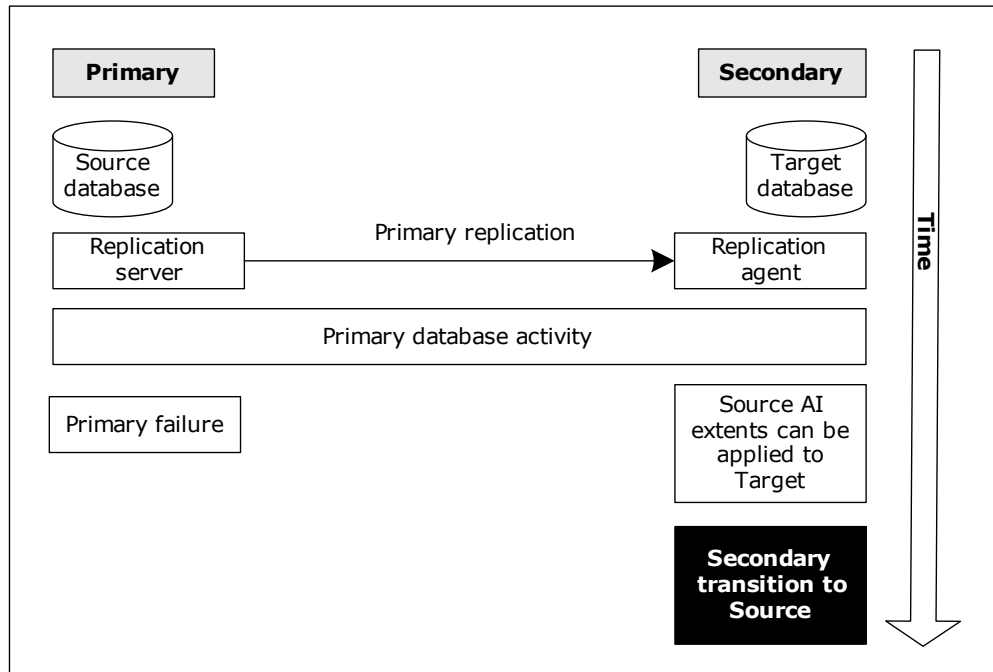 Primary
Secondary
Source
database
Target
database
Time
Replication
server
Primary replication
Replication
agent
Primary database activity
Primary failure
Source AI
extents can be
applied to
Target
Secondary
transition to
Source